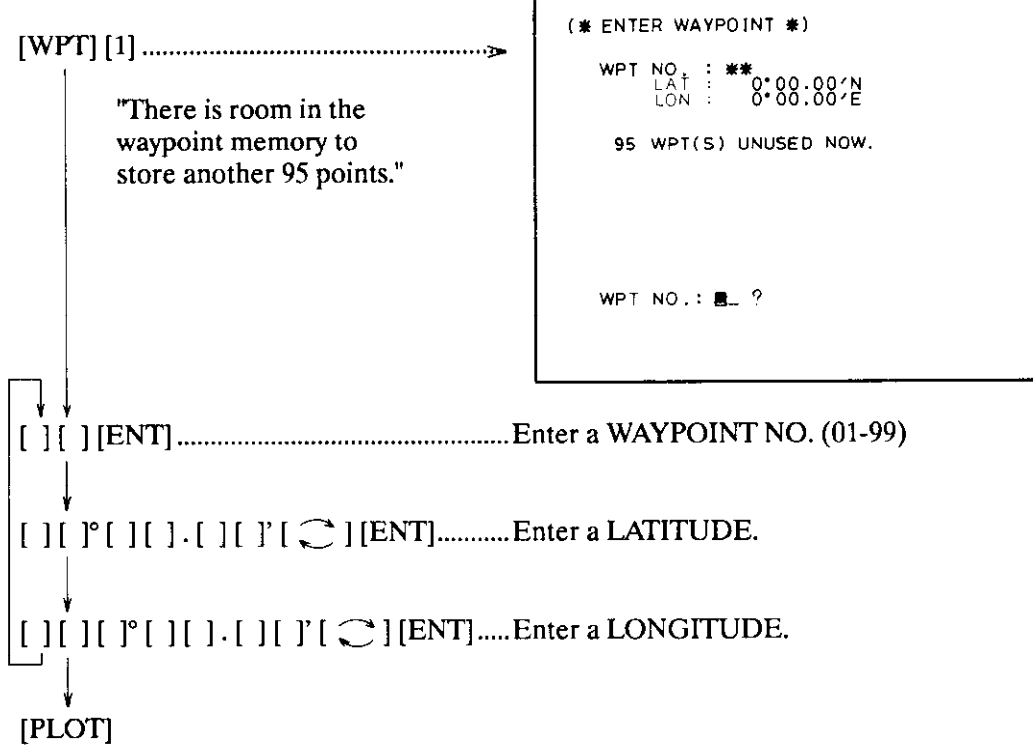 [WPT] [1] ................................................
(✱ ENTER WAYPOINT ✱)
WPT NO. : ✱✱
LAT : 0°00.00'N
LON : 0°00.00'E
95 WPT(S) UNUSED NOW.
WPT NO.: ■_ ?
"There is room in the
waypoint memory to
store another 95 points."
[ ] [ ] [ENT] ............................................... Enter a WAYPOINT NO. (01-99)
[ ] [ ]° [ ] [ ] . [ ] [ ]' [ ] [ENT]........... Enter a LATITUDE.
[ ] [ ] [ ]° [ ] [ ] . [ ] [ ]' [ ] [ENT]..... Enter a LONGITUDE.
[PLOT]